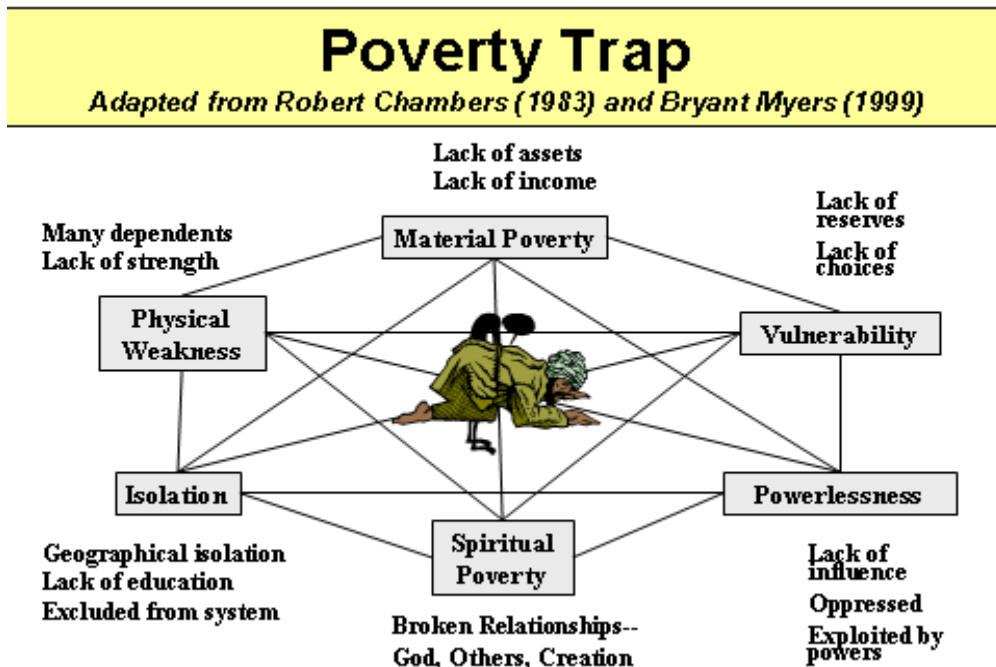 Poverty Trap
Adapted from Robert Chambers (1983) and Bryant Myers (1999)
Lack of assets
Lack of income
Material Poverty
Many dependents
Lack of strength
Physical
Weakness
Lack of
reserves
Lack of
choices
Vulnerability
Isolation
Geographical isolation
Lack of education
Excluded from system
Spiritual
Poverty
Broken Relationships--
God, Others, Creation
Powerlessness
Lack of
influence
Oppressed
Exploited by
powers